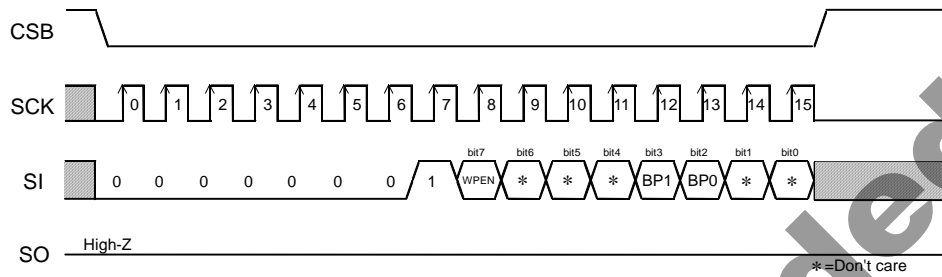 CSB
SCK 0 1 2 3 4 5 6 7 8 9 10 11 12 13 14 15
bit7 bit6 bit5 bit4 bit3 bit2 bit1 bit0
SI 0 0 0 0 0 0 0 1 WPEN * * * BP1 BP0 * *
SO High-Z
*=Don't care